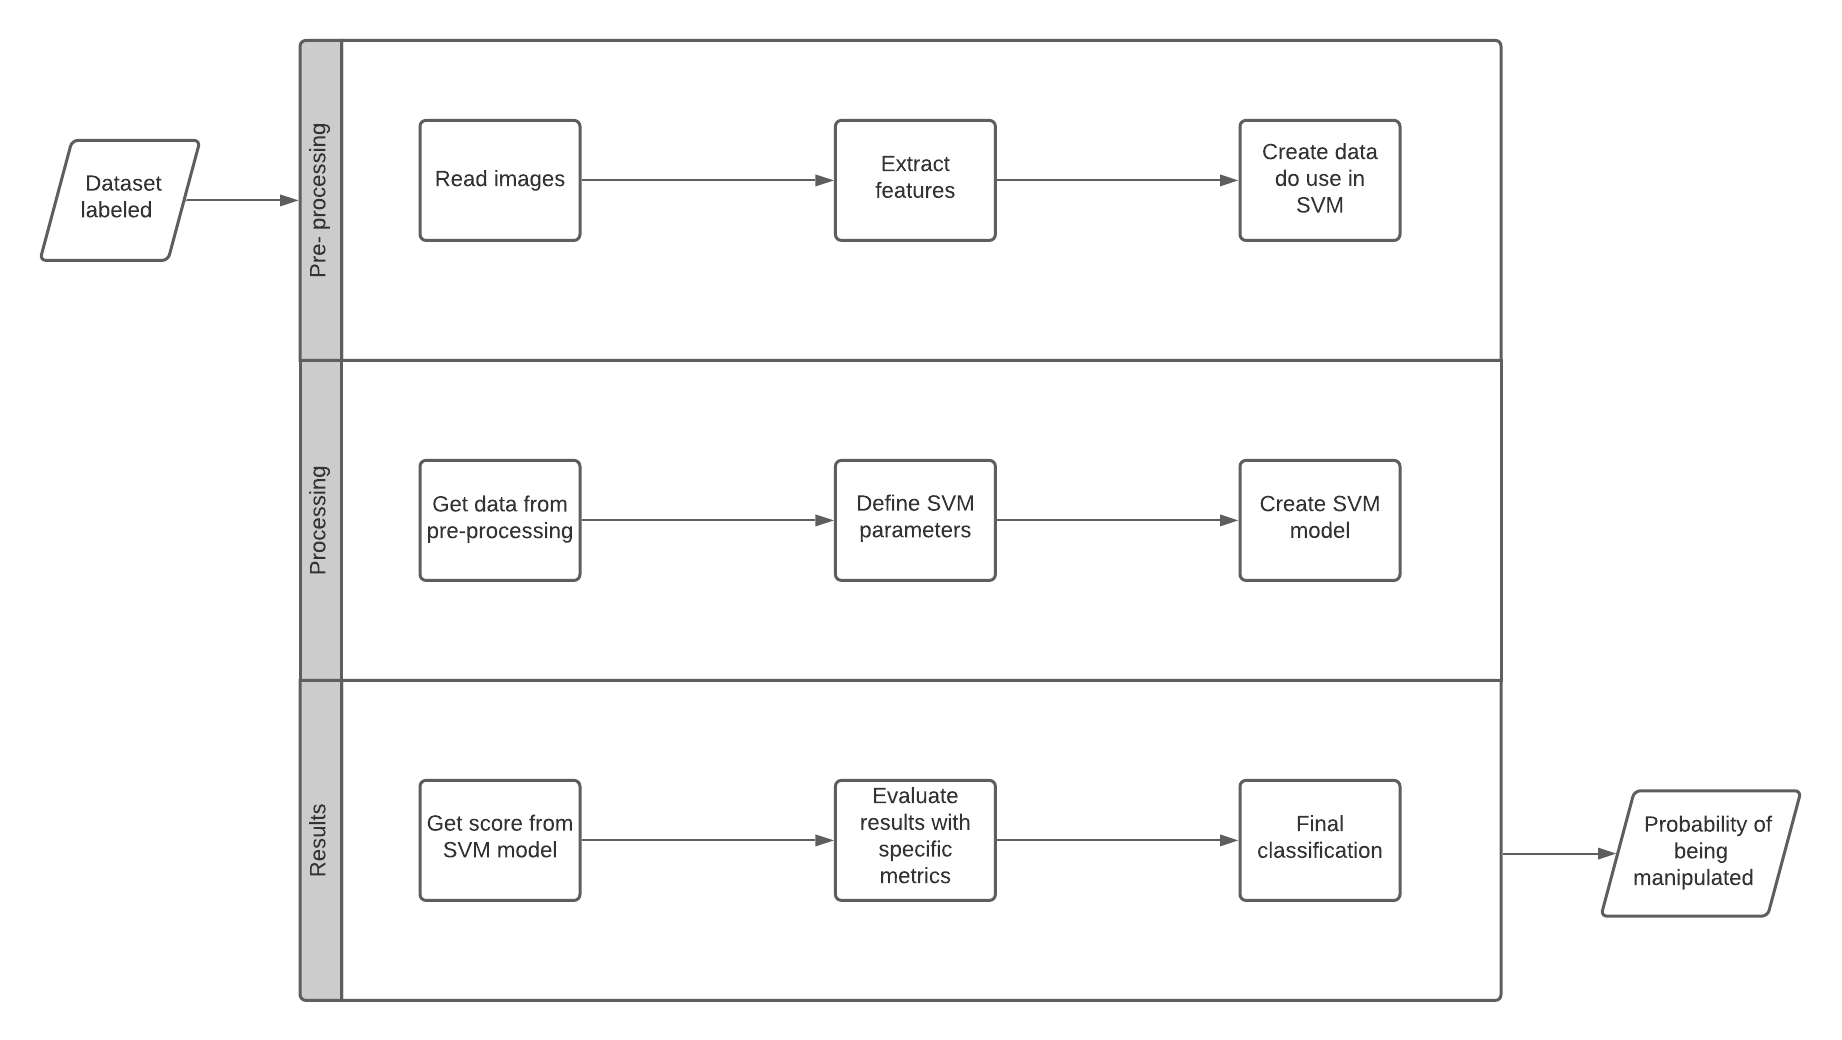 Dataset
labeled
Pre- processing
Read images
Extract
features
Create data
do use in
SVM
Processing
Get data from
pre-processing
Define SVM
parameters
Create SVM
model
Results
Get score from
SVM model
Evaluate
results with
specific
metrics
Final
classification
Probability of
being
manipulated